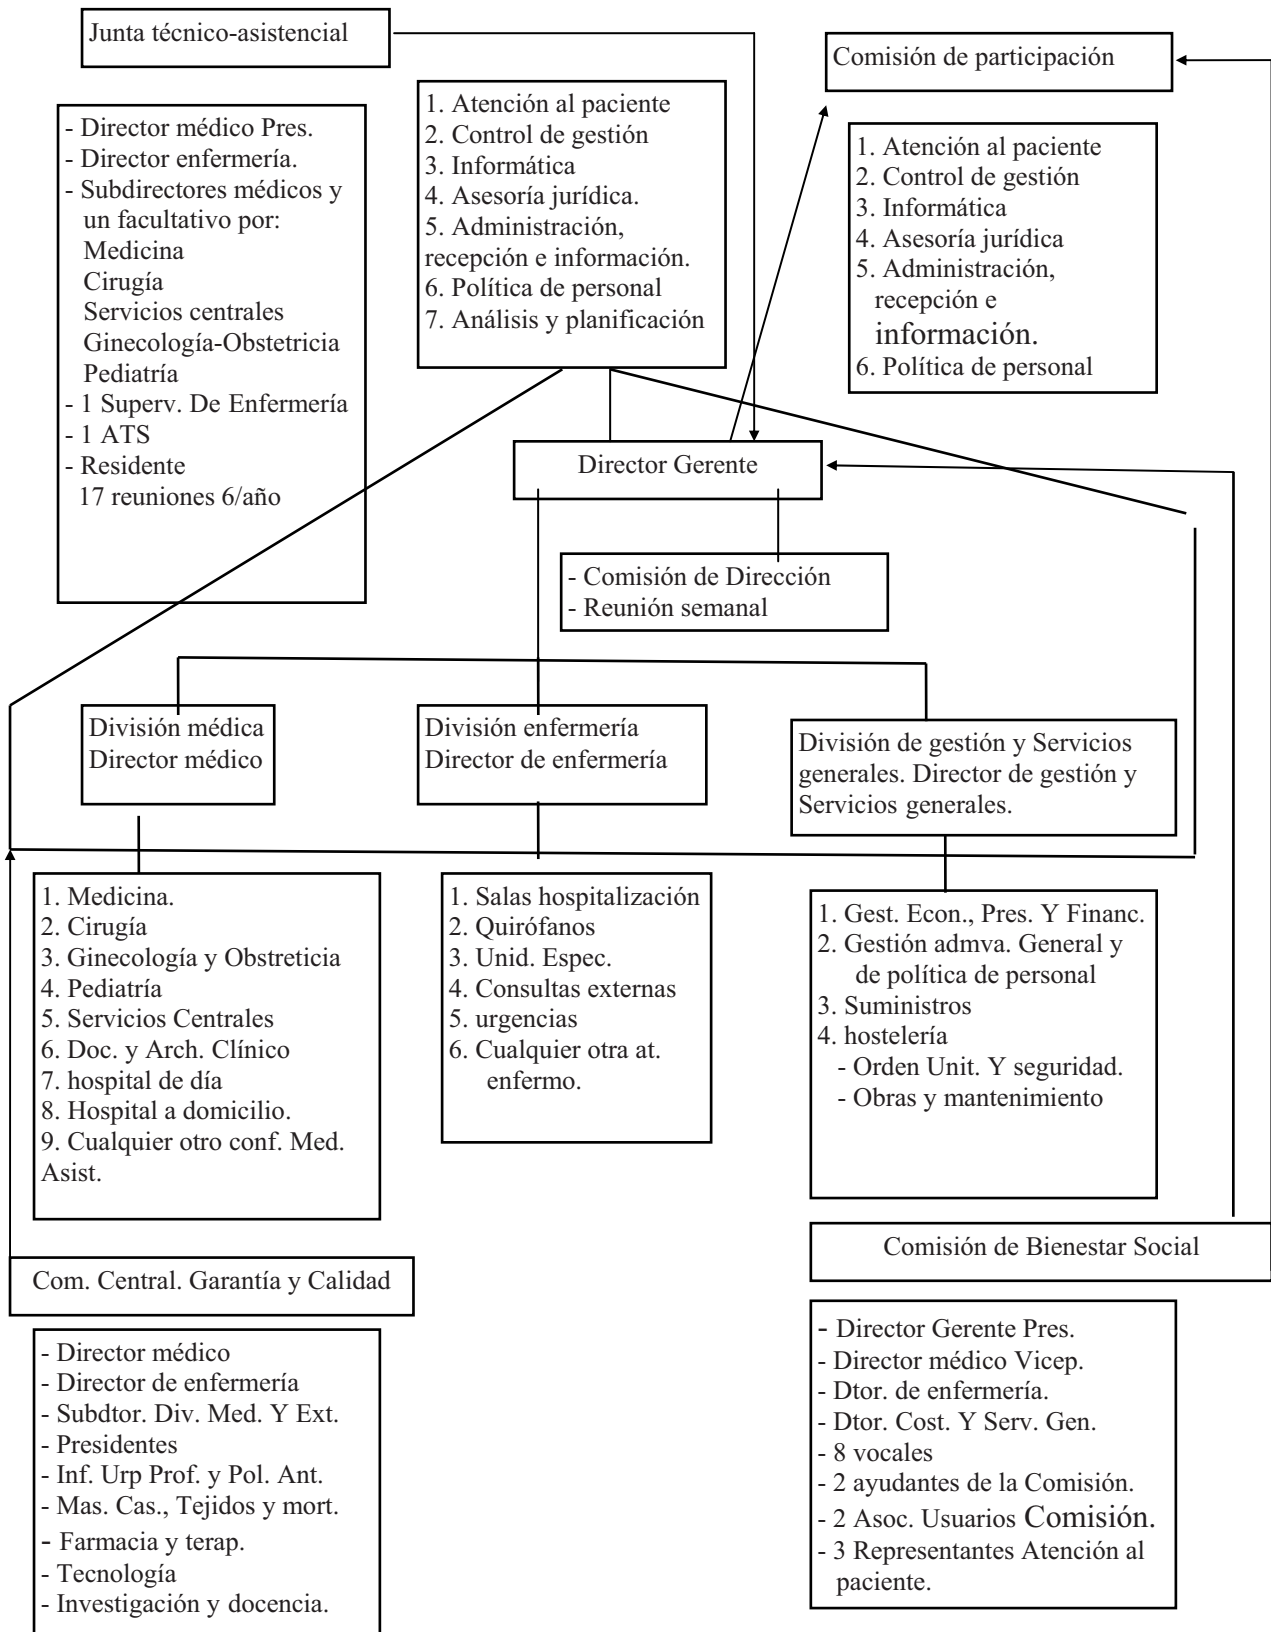 Junta técnico-asistencial
Comisión de participación
- Director médico Pres.
- Director enfermería.
- Subdirectores médicos y
un facultativo por:
Medicina
Cirugía
Servicios centrales
Ginecología-Obstetricia
Pediatría
- 1 Superv. De Enfermería
- 1 ATS
- Residente
17 reuniones 6/año
1. Atención al paciente
2. Control de gestión
3. Informática
4. Asesoría jurídica.
5. Administración,
recepción e información.
6. Política de personal
7. Análisis y planificación
1. Atención al paciente
2. Control de gestión
3. Informática
4. Asesoría jurídica
5. Administración,
recepción e
información.
6. Política de personal
Director Gerente
- Comisión de Dirección
- Reunión semanal
División médica
Director médico
División enfermería
Director de enfermería
División de gestión y Servicios
generales. Director de gestión y
Servicios generales.
1. Medicina.
2. Cirugía
3. Ginecología y Obstreticia
4. Pediatría
5. Servicios Centrales
6. Doc. y Arch. Clínico
7. hospital de día
8. Hospital a domicilio.
9. Cualquier otro conf. Med.
Asist.
1. Salas hospitalización
2. Quirófanos
3. Unid. Espec.
4. Consultas externas
5. urgencias
6. Cualquier otra at.
enfermo.
1. Gest. Econ., Pres. Y Financ.
2. Gestión admva. General y
de política de personal
3. Suministros
4. hostelería
- Orden Unit. Y seguridad.
- Obras y mantenimiento
Com. Central. Garantía y Calidad
Comisión de Bienestar Social
- Director médico
- Director de enfermería
- Subdtor. Div. Med. Y Ext.
- Presidentes
- Inf. Urp Prof. y Pol. Ant.
- Mas. Cas., Tejidos y mort.
- Farmacia y terap.
- Tecnología
- Investigación y docencia.
- Director Gerente Pres.
- Director médico Vicep.
- Dtor. de enfermería.
- Dtor. Cost. Y Serv. Gen.
- 8 vocales
- 2 ayudantes de la Comisión.
- 2 Asoc. Usuarios Comisión.
- 3 Representantes Atención al
paciente.